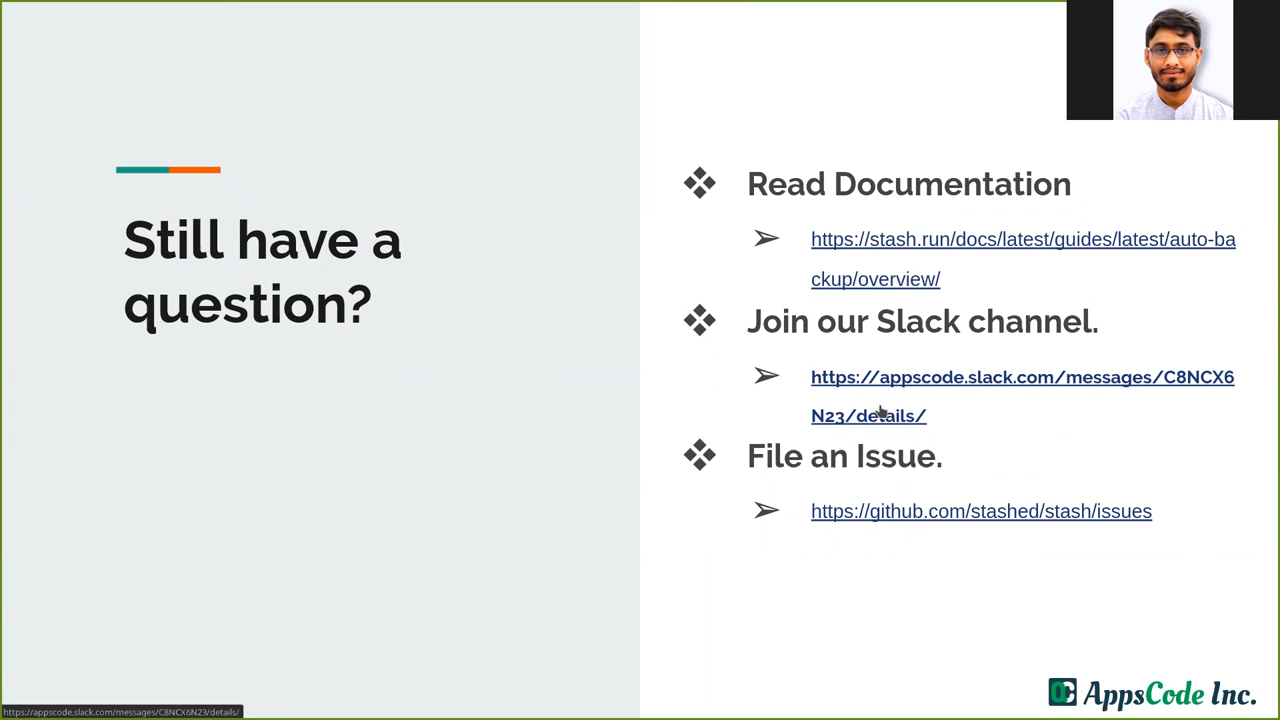 Still have a
question?
❖ Read Documentation
➢ https://stash.run/docs/latest/guides/latest/auto-ba
ckup/overview/
❖ Join our Slack channel.
➢ https://appscode.slack.com/messages/C8NCX6
N23/details/
❖ File an Issue.
➢ https://github.com/stashed/stash/issues
AppsCode Inc.
https://appscode.slack.com/messages/C8NCX6N23/details/